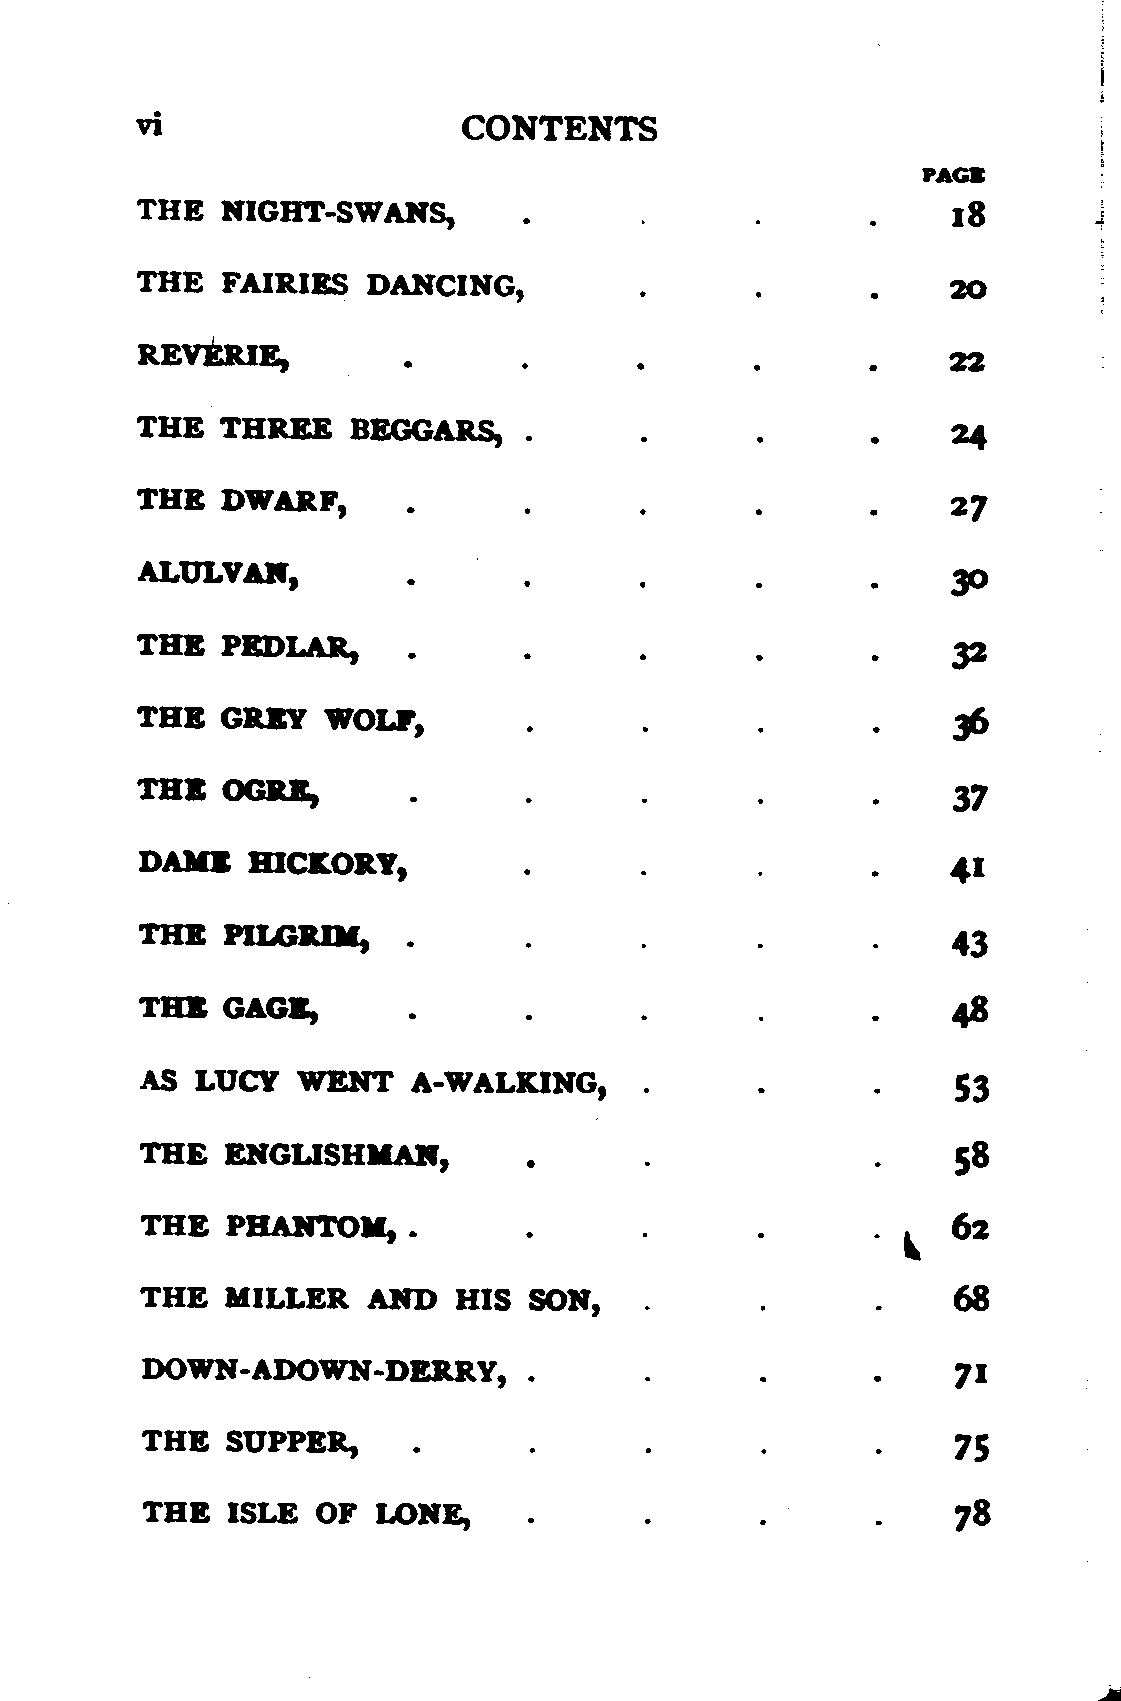 vi CONTENTS
PAGE
THE NIGHT-SWANS, . . . . 18
THE FAIRIES DANCING, . . . 20
REVÉRIE, . . . . . 22
THE THREE BEGGARS, . . . . 24
THE DWARF, . . . . . 27
ALULVAN, . . . . . 30
THE PEDLAR, . . . . . 32
THE GREY WOLF, . . . . 36
THE OGRE, . . . . . 37
DAME HICKORY, . . . . 41
THE PILGRIM, . . . . . 43
THE GAGE, . . . . . 48
AS LUCY WENT A-WALKING, . . . 53
THE ENGLISHMAN, . . . 58
THE PHANTOM, . . . . . 62
THE MILLER AND HIS SON, . . . 68
DOWN-ADOWN-DERRY, . . . . 71
THE SUPPER, . . . . . 75
THE ISLE OF LONE, . . . . 78